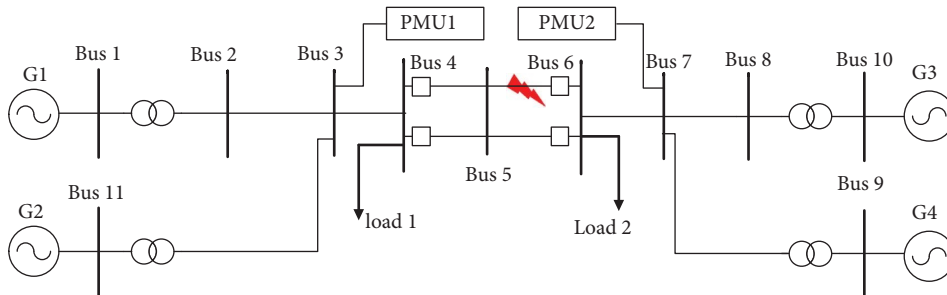 PMU1
PMU2
Bus 1
Bus 2
Bus 3
Bus 4
Bus 6
Bus 7
Bus 8
Bus 10
G1
G3
Bus 5
Bus 11
Bus 9
G2
load 1
Load 2
G4